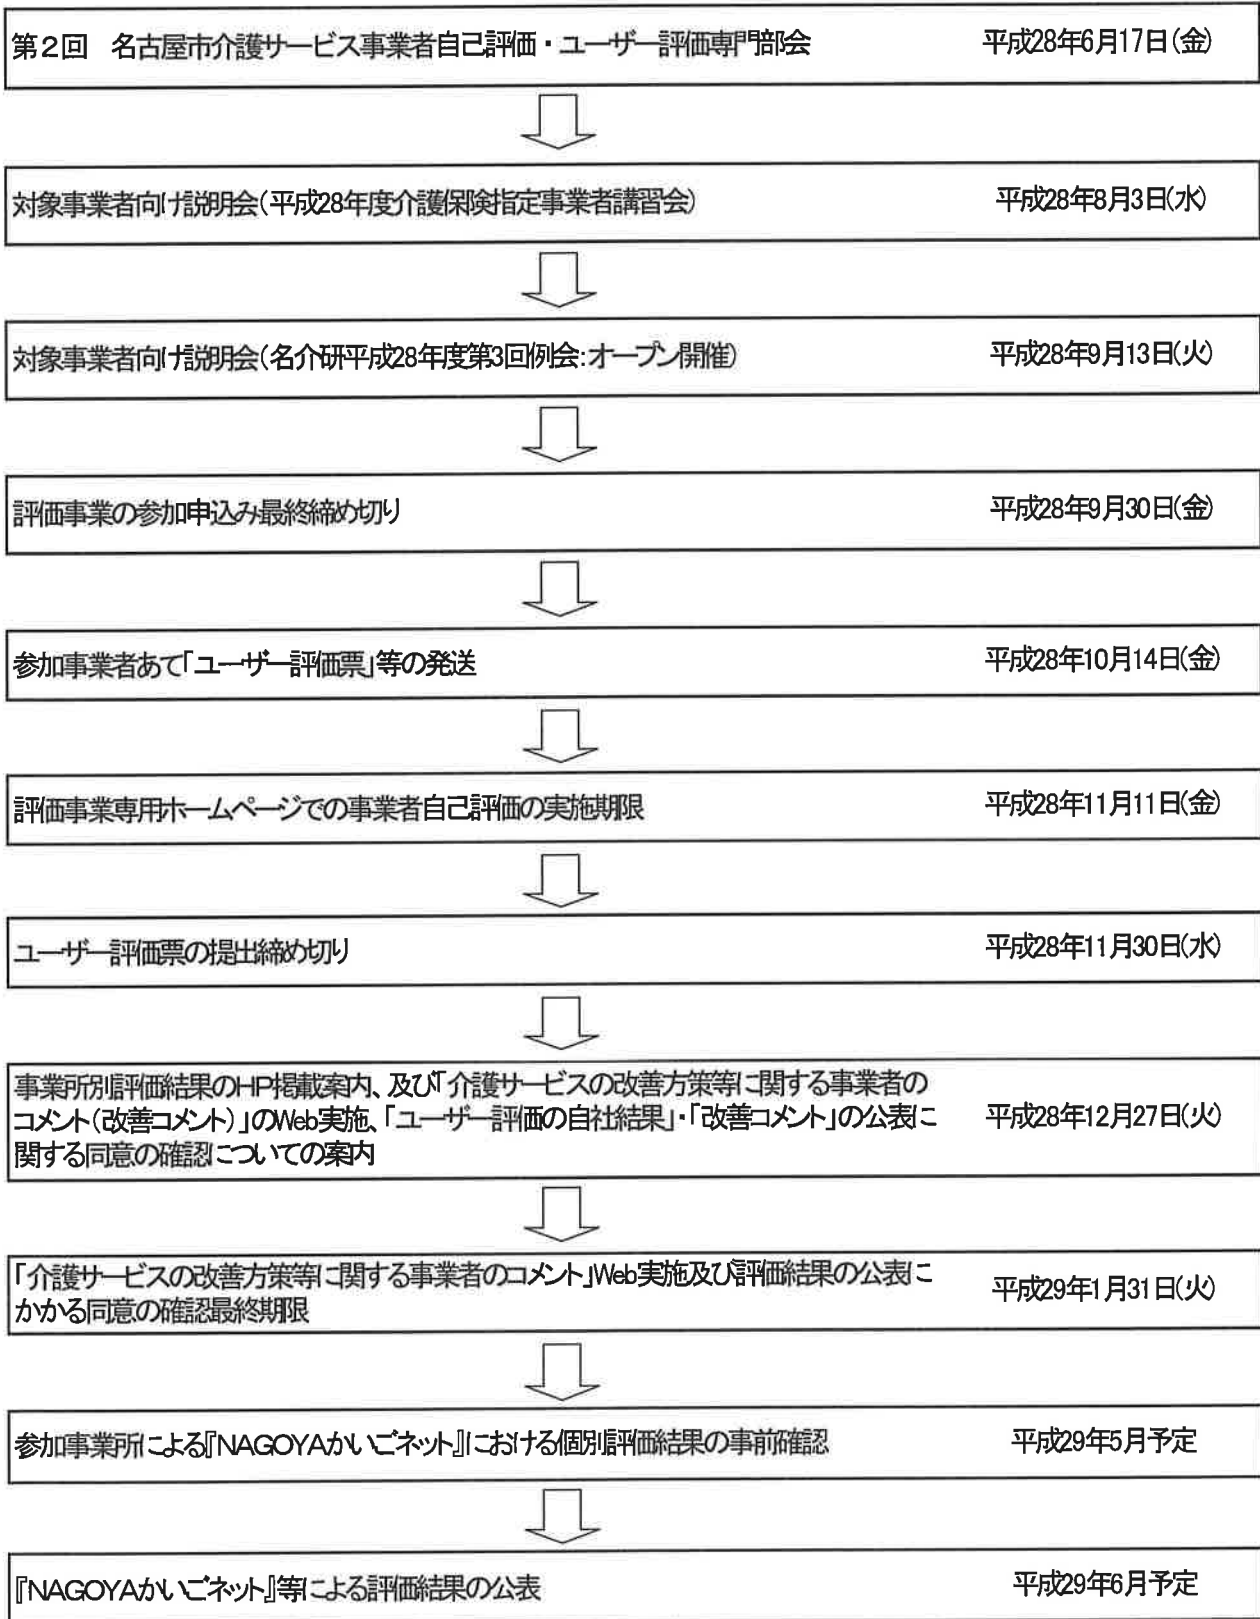 第2回　名古屋市介護サービス事業者自己評価・ユーザー評価専門部会　平成28年6月17日(金)
対象事業者向け説明会(平成28年度介護保険指定事業者講習会)　平成28年8月3日(水)
対象事業者向け説明会(名介研平成28年度第3回例会:オープン開催)　平成28年9月13日(火)
評価事業の参加申込み最終締め切り　平成28年9月30日(金)
参加事業者あて「ユーザー評価票」等の発送　平成28年10月14日(金)
評価事業専用ホームページでの事業者自己評価の実施期限　平成28年11月11日(金)
ユーザー評価票の提出締め切り　平成28年11月30日(水)
事業所別評価結果のHP掲載案内、及び「介護サービスの改善方策等に関する事業者の
コメント(改善コメント)」のWeb実施、「ユーザー評価の自社結果」・「改善コメント」の公表に　平成28年12月27日(火)
関する同意の確認についての案内
「介護サービスの改善方策等に関する事業者のコメント」Web実施及び評価結果の公表に　平成29年1月31日(火)
かかる同意の確認最終期限
参加事業所による『NAGOYAかいごネット』における個別評価結果の事前確認　平成29年5月予定
『NAGOYAかいごネット』等による評価結果の公表　平成29年6月予定